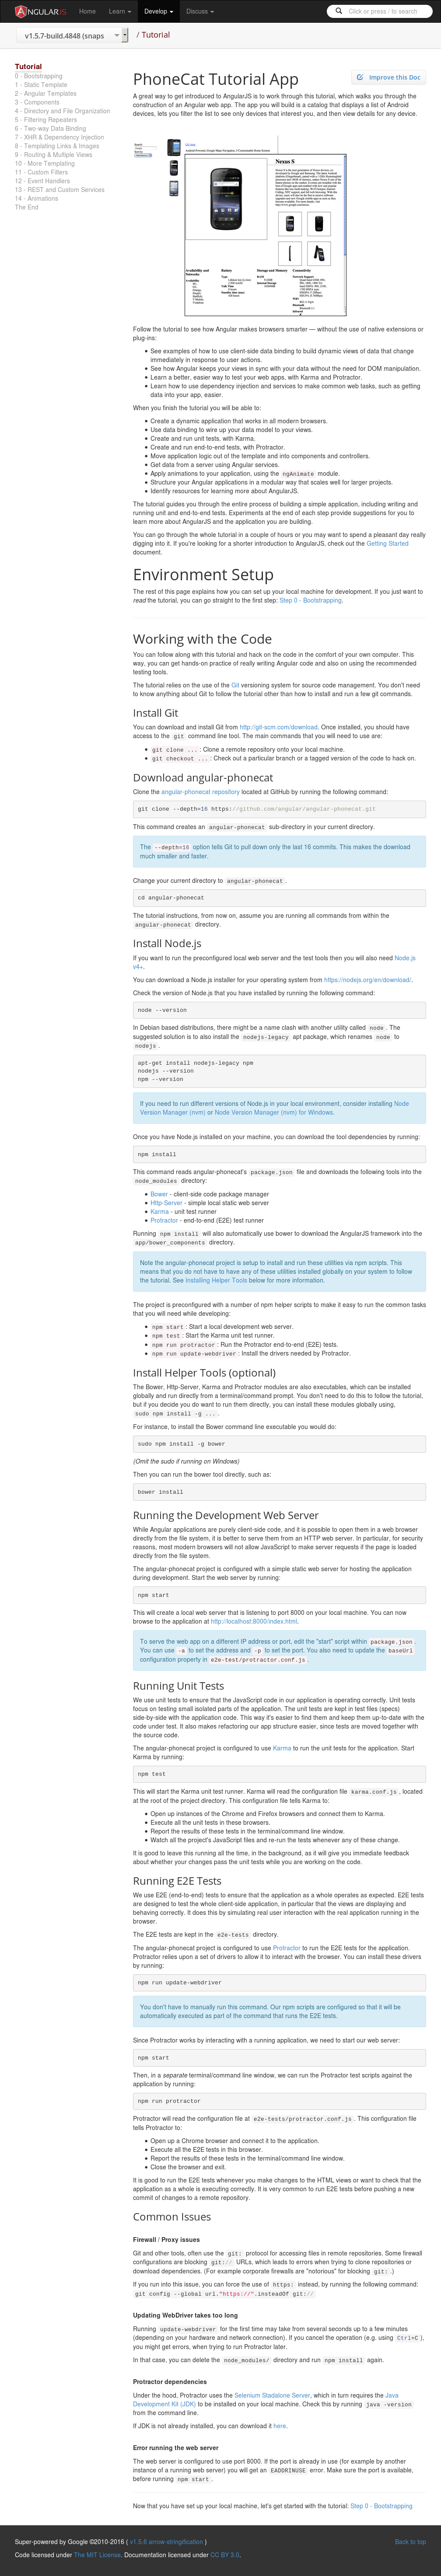 ANGULARJS
Home
Learn
Develop
Discuss
Click or press / to search
v1.5.7-build.4848 (snaps
/ Tutorial
Tutorial
0 - Bootstrapping
1 - Static Template
2 - Angular Templates
3 - Components
4 - Directory and File Organization
5 - Filtering Repeaters
6 - Two-way Data Binding
7 - XHR & Dependency Injection
8 - Templating Links & Images
9 - Routing & Multiple Views
10 - More Templating
11 - Custom Filters
12 - Event Handlers
13 - REST and Custom Services
14 - Animations
The End
Improve this Doc
PhoneCat Tutorial App
A great way to get introduced to AngularJS is to work through this tutorial, which walks you through the
construction of an Angular web app. The app you will build is a catalog that displays a list of Android
devices, lets you filter the list to see only devices that interest you, and then view details for any device.
Nexus S
Follow the tutorial to see how Angular makes browsers smarter — without the use of native extensions or
plug-ins:
See examples of how to use client-side data binding to build dynamic views of data that change
immediately in response to user actions.
See how Angular keeps your views in sync with your data without the need for DOM manipulation.
Learn a better, easier way to test your web apps, with Karma and Protractor.
Learn how to use dependency injection and services to make common web tasks, such as getting
data into your app, easier.
When you finish the tutorial you will be able to:
Create a dynamic application that works in all modern browsers.
Use data binding to wire up your data model to your views.
Create and run unit tests, with Karma.
Create and run end-to-end tests, with Protractor.
Move application logic out of the template and into components and controllers.
Get data from a server using Angular services.
Apply animations to your application, using the ngAnimate module.
Structure your Angular applications in a modular way that scales well for larger projects.
Identify resources for learning more about AngularJS.
The tutorial guides you through the entire process of building a simple application, including writing and
running unit and end-to-end tests. Experiments at the end of each step provide suggestions for you to
learn more about AngularJS and the application you are building.
You can go through the whole tutorial in a couple of hours or you may want to spend a pleasant day really
digging into it. If you're looking for a shorter introduction to AngularJS, check out the Getting Started
document.
Environment Setup
The rest of this page explains how you can set up your local machine for development. If you just want to
read the tutorial, you can go straight to the first step: Step 0 - Bootstrapping.
Working with the Code
You can follow along with this tutorial and hack on the code in the comfort of your own computer. This
way, you can get hands-on practice of really writing Angular code and also on using the recommended
testing tools.
The tutorial relies on the use of the Git versioning system for source code management. You don't need
to know anything about Git to follow the tutorial other than how to install and run a few git commands.
Install Git
You can download and install Git from http://git-scm.com/download. Once installed, you should have
access to the git command line tool. The main commands that you will need to use are:
git clone ... : Clone a remote repository onto your local machine.
git checkout ... : Check out a particular branch or a tagged version of the code to hack on.
Download angular-phonecat
Clone the angular-phonecat repository located at GitHub by running the following command:
git clone --depth=16 https://github.com/angular/angular-phonecat.git
This command creates an angular-phonecat sub-directory in your current directory.
The --depth=16 option tells Git to pull down only the last 16 commits. This makes the download
much smaller and faster.
Change your current directory to angular-phonecat .
cd angular-phonecat
The tutorial instructions, from now on, assume you are running all commands from within the
angular-phonecat directory.
Install Node.js
If you want to run the preconfigured local web server and the test tools then you will also need Node.js
v4+.
You can download a Node.js installer for your operating system from https://nodejs.org/en/download/.
Check the version of Node.js that you have installed by running the following command:
node --version
In Debian based distributions, there might be a name clash with another utility called node . The
suggested solution is to also install the nodejs-legacy apt package, which renames node to
nodejs .
apt-get install nodejs-legacy npm
nodejs --version
npm --version
If you need to run different versions of Node.js in your local environment, consider installing Node
Version Manager (nvm) or Node Version Manager (nvm) for Windows.
Once you have Node.js installed on your machine, you can download the tool dependencies by running:
npm install
This command reads angular-phonecat's package.json file and downloads the following tools into the
node_modules directory:
Bower - client-side code package manager
Http-Server - simple local static web server
Karma - unit test runner
Protractor - end-to-end (E2E) test runner
Running npm install will also automatically use bower to download the AngularJS framework into the
app/bower_components directory.
Note the angular-phonecat project is setup to install and run these utilities via npm scripts. This
means that you do not have to have any of these utilities installed globally on your system to follow
the tutorial. See Installing Helper Tools below for more information.
The project is preconfigured with a number of npm helper scripts to make it easy to run the common tasks
that you will need while developing:
npm start : Start a local development web server.
npm test : Start the Karma unit test runner.
npm run protractor : Run the Protractor end-to-end (E2E) tests.
npm run update-webdriver : Install the drivers needed by Protractor.
Install Helper Tools (optional)
The Bower, Http-Server, Karma and Protractor modules are also executables, which can be installed
globally and run directly from a terminal/command prompt. You don't need to do this to follow the tutorial,
but if you decide you do want to run them directly, you can install these modules globally using,
sudo npm install -g ... .
For instance, to install the Bower command line executable you would do:
sudo npm install -g bower
(Omit the sudo if running on Windows)
Then you can run the bower tool directly, such as:
bower install
Running the Development Web Server
While Angular applications are purely client-side code, and it is possible to open them in a web browser
directly from the file system, it is better to serve them from an HTTP web server. In particular, for security
reasons, most modern browsers will not allow JavaScript to make server requests if the page is loaded
directly from the file system.
The angular-phonecat project is configured with a simple static web server for hosting the application
during development. Start the web server by running:
npm start
This will create a local web server that is listening to port 8000 on your local machine. You can now
browse to the application at http://localhost:8000/index.html.
To serve the web app on a different IP address or port, edit the "start" script within package.json .
You can use -a to set the address and -p to set the port. You also need to update the baseUrl
configuration property in e2e-test/protractor.conf.js .
Running Unit Tests
We use unit tests to ensure that the JavaScript code in our application is operating correctly. Unit tests
focus on testing small isolated parts of the application. The unit tests are kept in test files (specs)
side-by-side with the application code. This way it's easier to find them and keep them up-to-date with the
code under test. It also makes refactoring our app structure easier, since tests are moved together with
the source code.
The angular-phonecat project is configured to use Karma to run the unit tests for the application. Start
Karma by running:
npm test
This will start the Karma unit test runner. Karma will read the configuration file karma.conf.js , located
at the root of the project directory. This configuration file tells Karma to:
Open up instances of the Chrome and Firefox browsers and connect them to Karma.
Execute all the unit tests in these browsers.
Report the results of these tests in the terminal/command line window.
Watch all the project's JavaScript files and re-run the tests whenever any of these change.
It is good to leave this running all the time, in the background, as it will give you immediate feedback
about whether your changes pass the unit tests while you are working on the code.
Running E2E Tests
We use E2E (end-to-end) tests to ensure that the application as a whole operates as expected. E2E tests
are designed to test the whole client-side application, in particular that the views are displaying and
behaving correctly. It does this by simulating real user interaction with the real application running in the
browser.
The E2E tests are kept in the e2e-tests directory.
The angular-phonecat project is configured to use Protractor to run the E2E tests for the application.
Protractor relies upon a set of drivers to allow it to interact with the browser. You can install these drivers
by running:
npm run update-webdriver
You don't have to manually run this command. Our npm scripts are configured so that it will be
automatically executed as part of the command that runs the E2E tests.
Since Protractor works by interacting with a running application, we need to start our web server:
npm start
Then, in a separate terminal/command line window, we can run the Protractor test scripts against the
application by running:
npm run protractor
Protractor will read the configuration file at e2e-tests/protractor.conf.js . This configuration file
tells Protractor to:
Open up a Chrome browser and connect it to the application.
Execute all the E2E tests in this browser.
Report the results of these tests in the terminal/command line window.
Close the browser and exit.
It is good to run the E2E tests whenever you make changes to the HTML views or want to check that the
application as a whole is executing correctly. It is very common to run E2E tests before pushing a new
commit of changes to a remote repository.
Common Issues
Firewall / Proxy issues
Git and other tools, often use the git: protocol for accessing files in remote repositories. Some firewall
configurations are blocking git:// URLs, which leads to errors when trying to clone repositories or
download dependencies. (For example corporate firewalls are "notorious" for blocking git: .)
If you run into this issue, you can force the use of https: instead, by running the following command:
git config --global url."https://".insteadOf git://
Updating WebDriver takes too long
Running update-webdriver for the first time may take from several seconds up to a few minutes
(depending on your hardware and network connection). If you cancel the operation (e.g. using Ctrl+C ),
you might get errors, when trying to run Protractor later.
In that case, you can delete the node_modules/ directory and run npm install again.
Protractor dependencies
Under the hood, Protractor uses the Selenium Stadalone Server, which in turn requires the Java
Development Kit (JDK) to be installed on your local machine. Check this by running java -version
from the command line.
If JDK is not already installed, you can download it here.
Error running the web server
The web server is configured to use port 8000. If the port is already in use (for example by another
instance of a running web server) you will get an EADDRINUSE error. Make sure the port is available,
before running npm start .
Now that you have set up your local machine, let's get started with the tutorial: Step 0 - Bootstrapping
Super-powered by Google ©2010-2016 ( v1.5.6 arrow-stringification )
Back to top
Code licensed under The MIT License. Documentation licensed under CC BY 3.0.